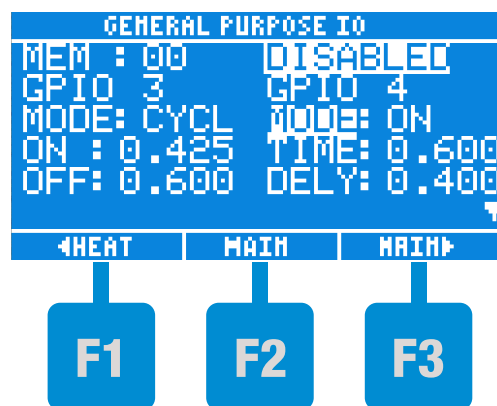 GENERAL PURPOSE IO
MEM : 00 DISABLED
GPIO 3 GPIO 4
MODE: CYCL MODE: ON
ON : 0.425 TIME: 0.600
OFF: 0.600 DELY: 0.400
◀HEAT MAIN MAIN▶
F1 F2 F3